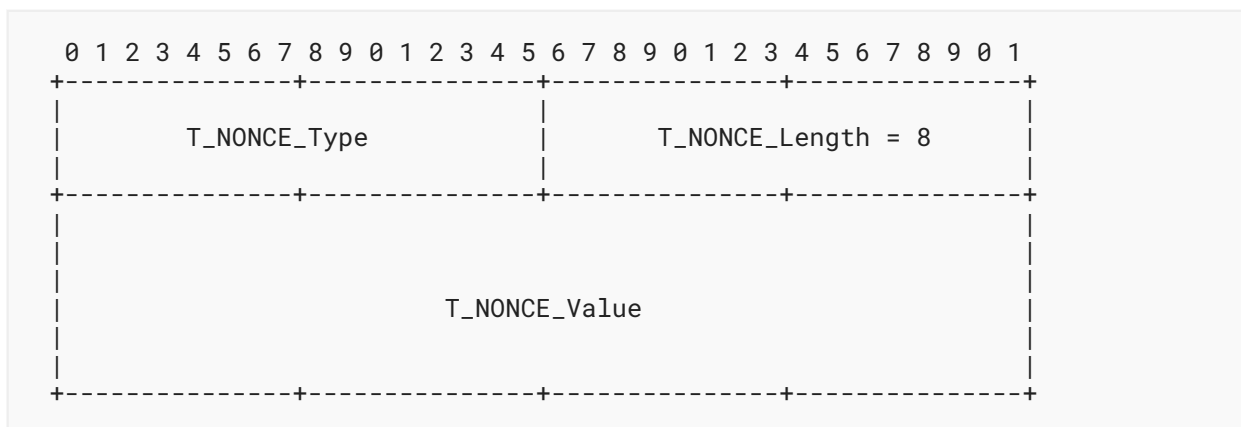 0 1 2 3 4 5 6 7 8 9 0 1 2 3 4 5 6 7 8 9 0 1 2 3 4 5 6 7 8 9 0 1
+---------------+---------------+---------------+---------------+
| | |
| T_NONCE_Type | T_NONCE_Length = 8 |
| | |
+---------------+---------------+---------------+---------------+
| |
| |
| |
| T_NONCE_Value |
| |
| |
+---------------+---------------+---------------+---------------+